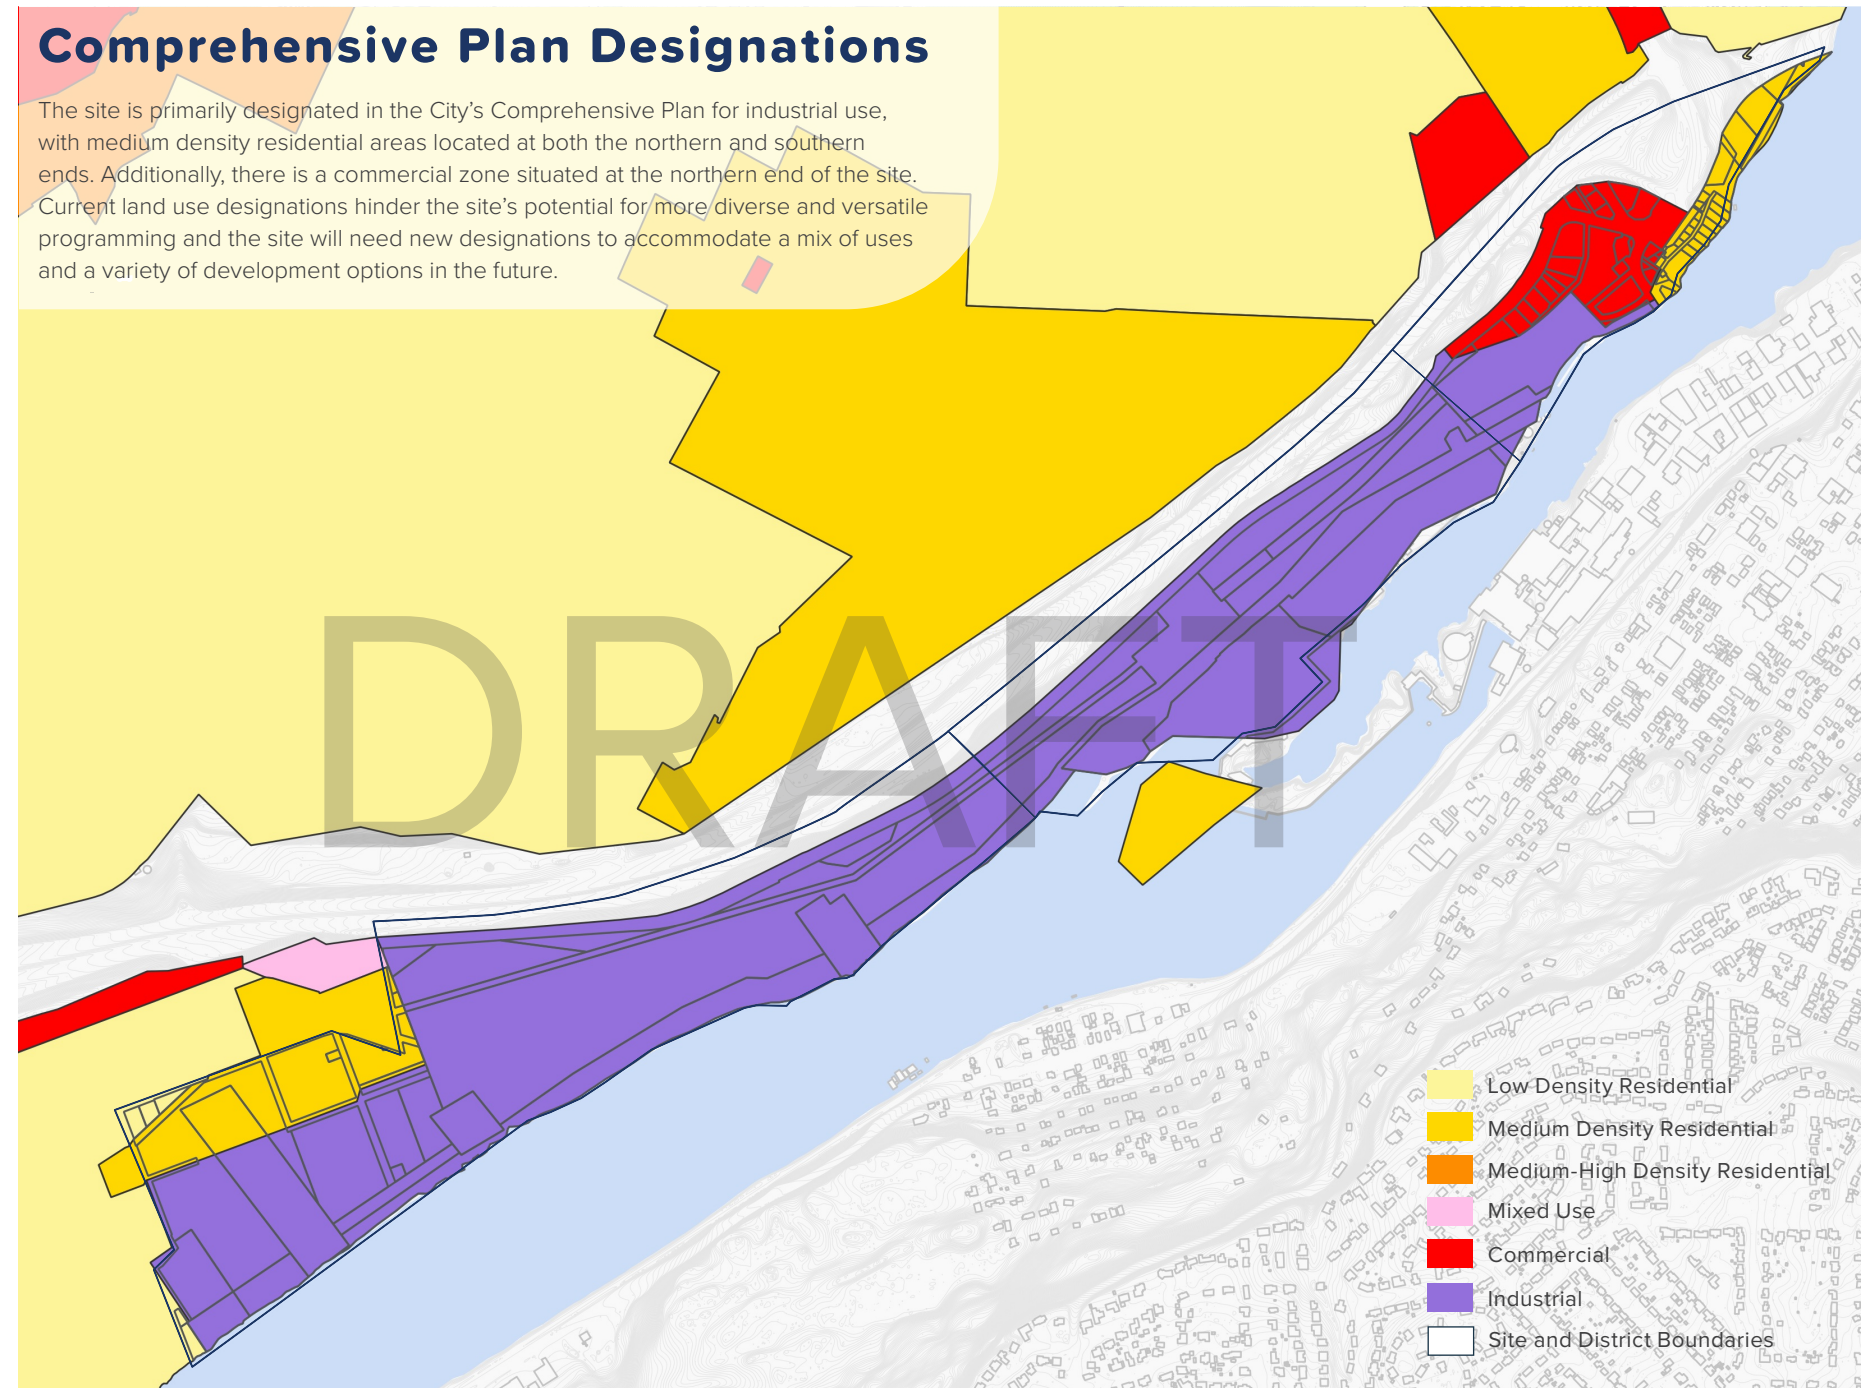 Comprehensive Plan Designations
The site is primarily designated in the City’s Comprehensive Plan for industrial use,
with medium density residential areas located at both the northern and southern
ends. Additionally, there is a commercial zone situated at the northern end of the site.
Current land use designations hinder the site’s potential for more diverse and versatile
programming and the site will need new designations to accommodate a mix of uses
and a variety of development options in the future.
DRAFT
Low Density Residential
Medium Density Residential
Medium-High Density Residential
Mixed Use
Commercial
Industrial
Site and District Boundaries